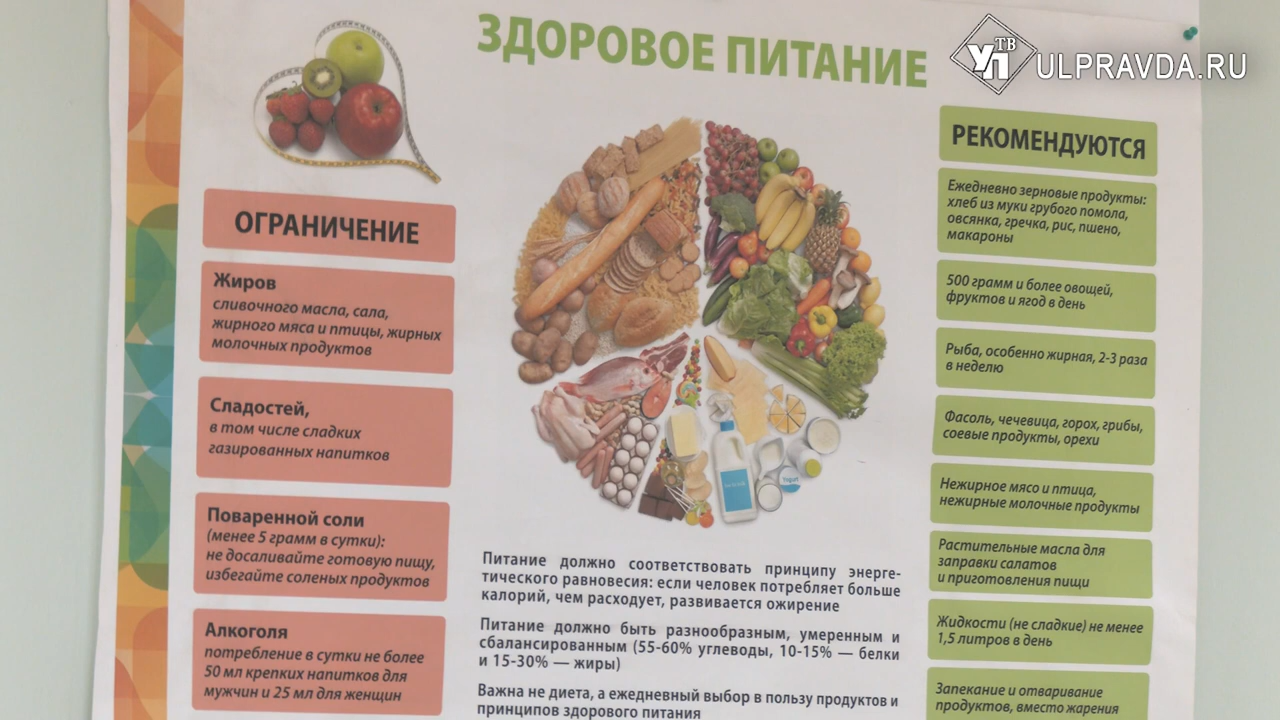 ЗДОРОВОЕ ПИТАНИЕ
УП ТВ
ULPRAVDA.RU
ОГРАНИЧЕНИЕ
Жиров
сливочного масла, сала,
жирного мяса и птицы, жирных
молочных продуктов
Сладостей,
в том числе сладких
газированных напитков
Поваренной соли
(менее 5 грамм в сутки):
не досаливайте готовую пищу,
избегайте соленых продуктов
Алкоголя
потребление в сутки не более
50 мл крепких напитков для
мужчин и 25 мл для женщин
Питание должно соответствовать принципу энерге-
тического равновесия: если человек потребляет больше
калорий, чем расходует, развивается ожирение
Питание должно быть разнообразным, умеренным и
сбалансированным (55-60% углеводы, 10-15% — белки
и 15-30% — жиры)
Важна не диета, а ежедневный выбор в пользу продуктов и
принципов здорового питания
РЕКОМЕНДУЮТСЯ
Ежедневно зерновые продукты:
хлеб из муки грубого помола,
овсянка, гречка, рис, пшено,
макароны
500 грамм и более овощей,
фруктов и ягод в день
Рыба, особенно жирная, 2-3 раза
в неделю
Фасоль, чечевица, горох, грибы,
соевые продукты, орехи
Нежирное мясо и птица,
нежирные молочные продукты
Растительные масла для
заправки салатов
и приготовления пищи
Жидкости (не сладкие) не менее
1,5 литров в день
Запекание и отваривание
продуктов, вместо жарения